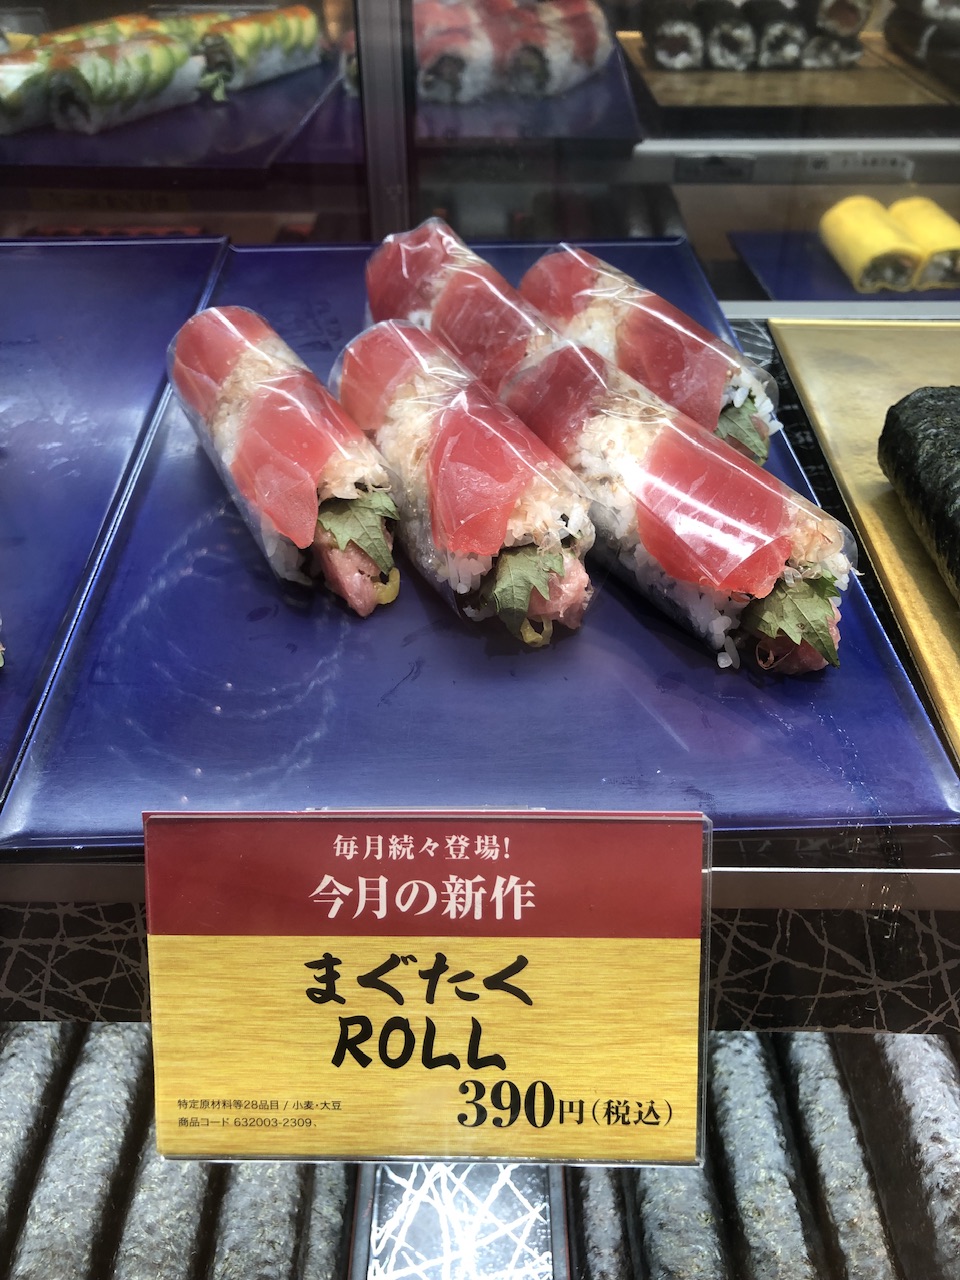 毎月続々登場!
今月の新作
まぐたく
ROLL
390円(税込)
特定原材料等28品目 / 小麦・大豆
商品コード 632003-2309、